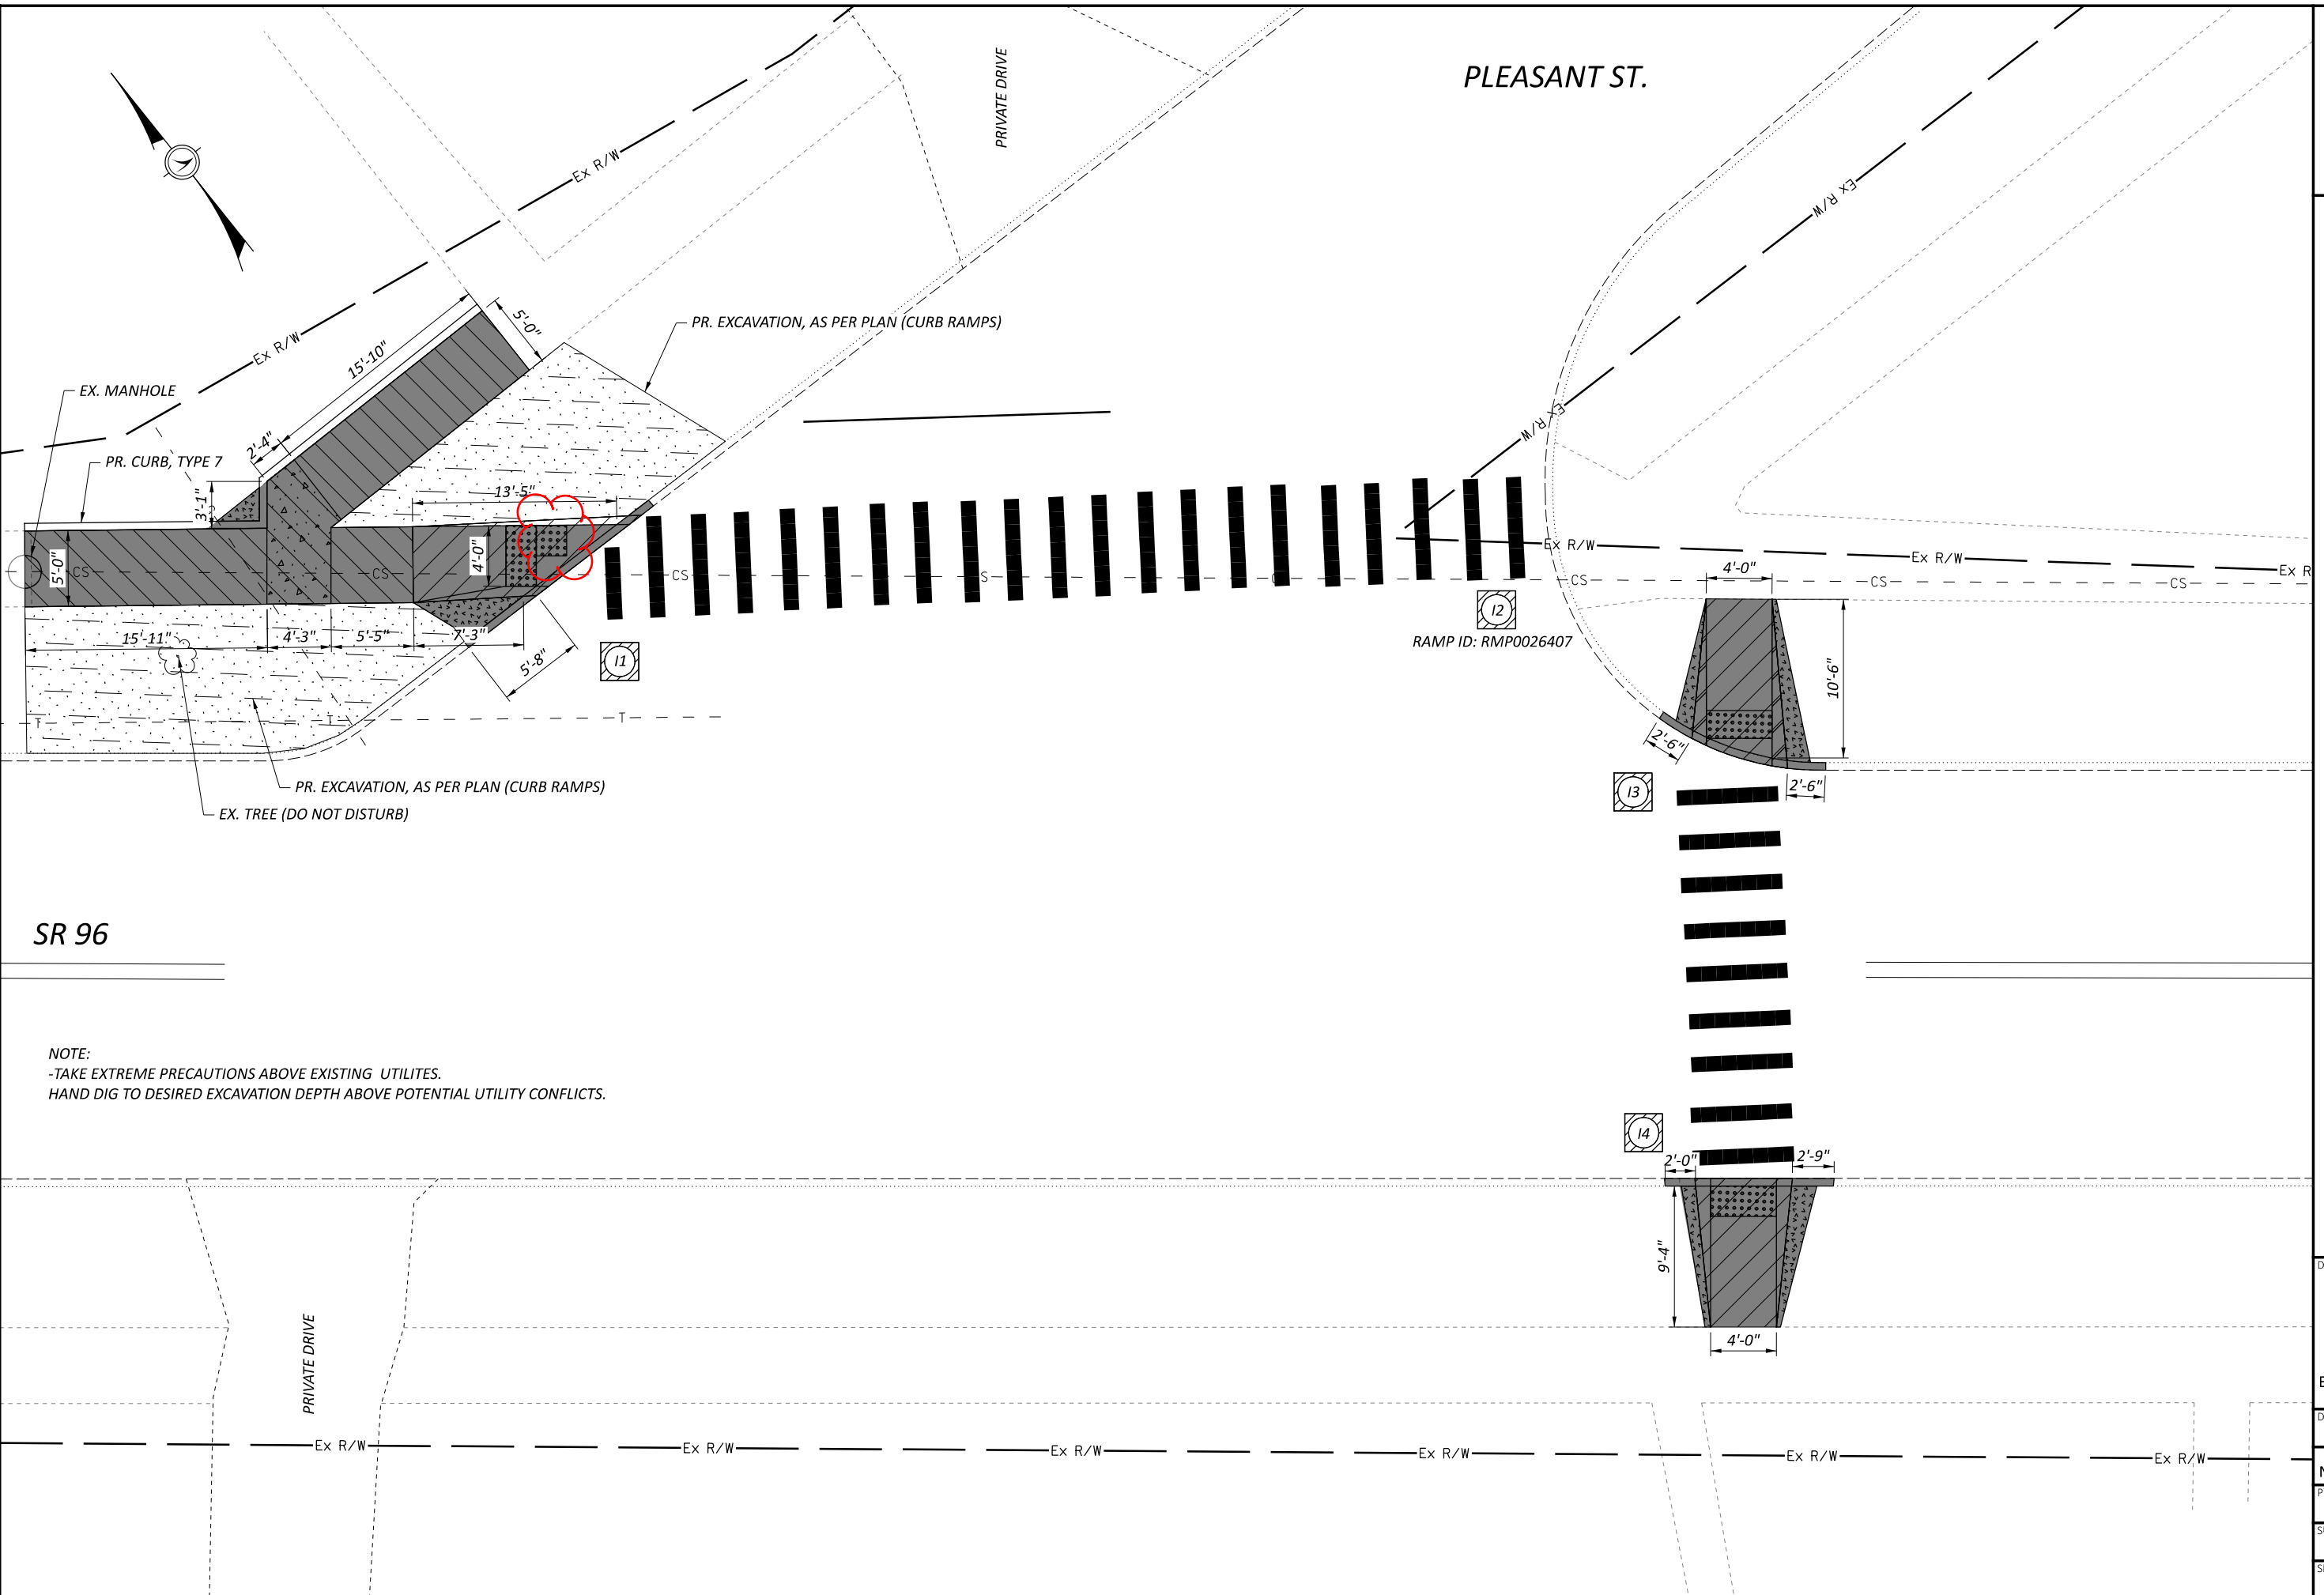 PRIVATE DRIVE
PLEASANT ST.
Ex R/W
Ex R/W
PR. EXCAVATION, AS PER PLAN (CURB RAMPS)
5'-0"
15'-10"
Ex R/W
EX. MANHOLE
2'-4"
PR. CURB, TYPE 7
3'-1"
13'-5"
Ex R/W
5'-0"
CS
CS
4'-0"
CS
S
C
Ex R/W
CS
4'-0"
Ex R/W
CS
Ex R
CS
15'-11"
4'-3"
5'-5"
7'-3"
5'-8"
I1
I2
RAMP ID: RMP0026407
10'-6"
T
T
T
2'-6"
PR. EXCAVATION, AS PER PLAN (CURB RAMPS)
EX. TREE (DO NOT DISTURB)
I3
2'-6"
SR 96
NOTE:
-TAKE EXTREME PRECAUTIONS ABOVE EXISTING UTILITES.
HAND DIG TO DESIRED EXCAVATION DEPTH ABOVE POTENTIAL UTILITY CONFLICTS.
I4
2'-0"
2'-9"
9'-4"
4'-0"
PRIVATE DRIVE
Ex R/W
Ex R/W
Ex R/W
Ex R/W
Ex R/W
Ex R/W